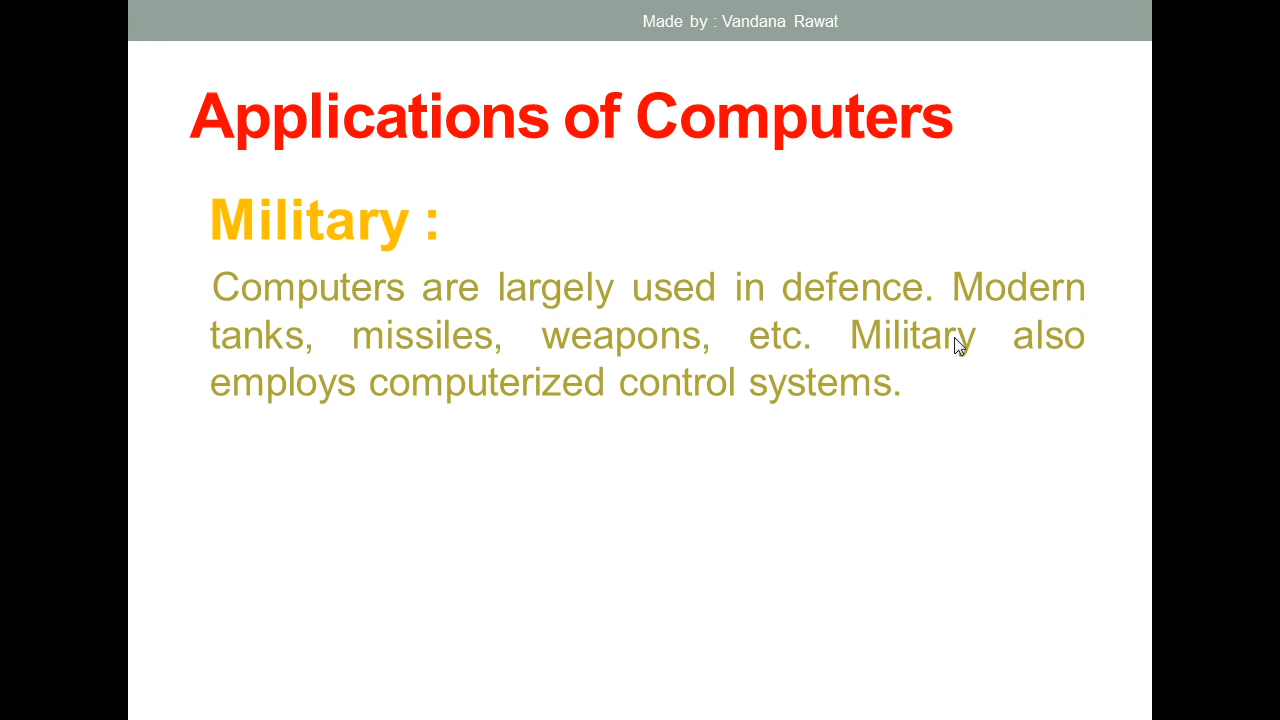 Made by : Vandana Rawat
Applications of Computers
Military :
Computers are largely used in defence. Modern
tanks, missiles, weapons, etc. Military also
employs computerized control systems.